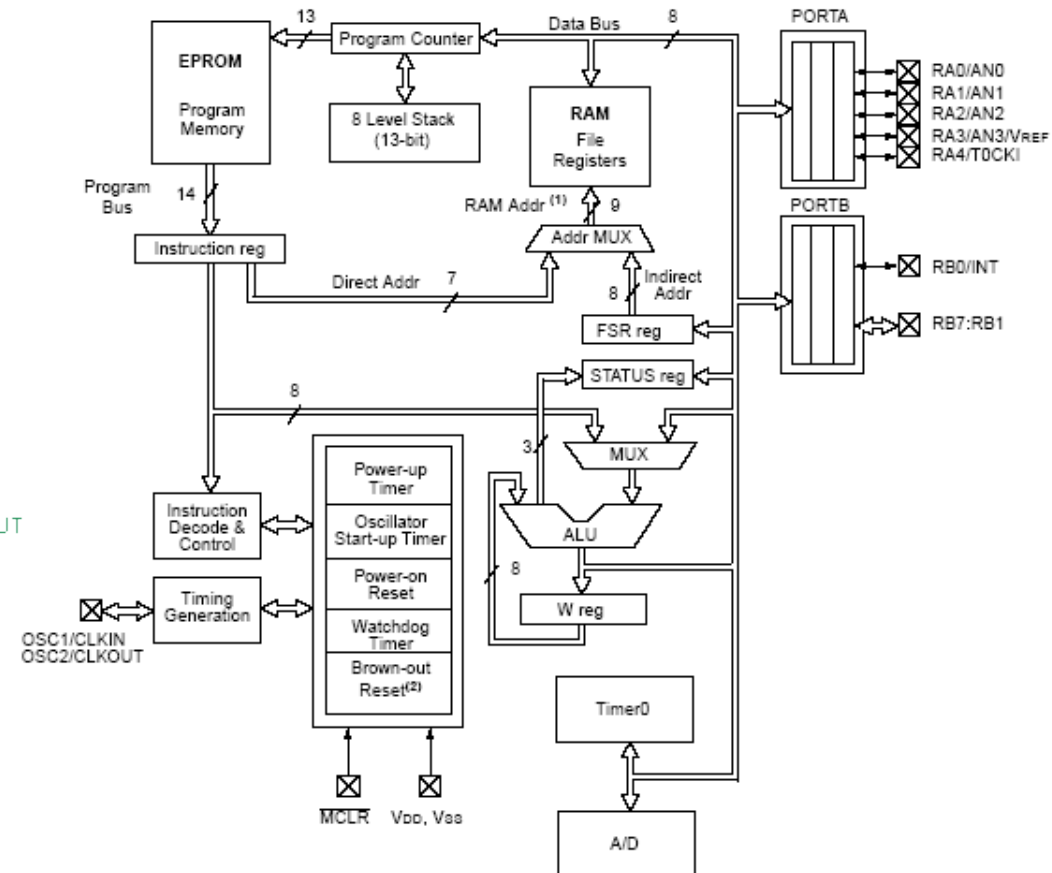 13
Data Bus
8
PORTA
EPROM
Program
Memory
Program Counter
8 Level Stack
(13-bit)
RAM
File
Registers
RA0/AN0
RA1/AN1
RA2/AN2
RA3/AN3/VREF
RA4/T0CKI
Program
Bus
14
RAM Addr (1)
9
PORTB
Instruction reg
Addr MUX
Direct Addr
7
8
Indirect
Addr
RB0/INT
RB7:RB1
FSR reg
STATUS reg
8
3
MUX
Power-up
Timer
Instruction
Decode &
Control
Oscillator
Start-up Timer
ALU
8
Power-on
Reset
W reg
Timing
Generation
Watchdog
Timer
OSC1/CLKIN
OSC2/CLKOUT
Brown-out
Reset(2)
Timer0
MCLR
VDD, VSS
A/D